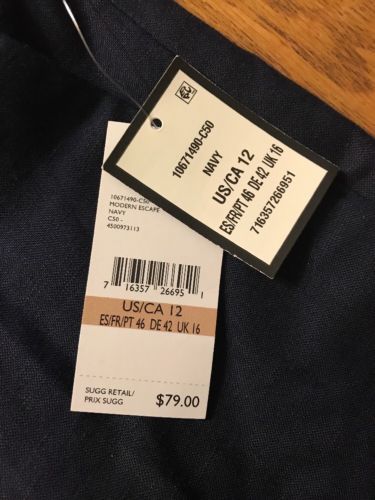 10671490-C50
NAVY
US/CA 12
ES/FR/PT 46 DE 42 UK 16
716357266951
10671490-C50
MODERN ESCAPE
NAVY
C50 -
4500973113
7 16357 26695 1
US/CA 12
ES/FR/PT 46 DE 42 UK 16
SUGG RETAIL/
PRIX SUGG
$79.00